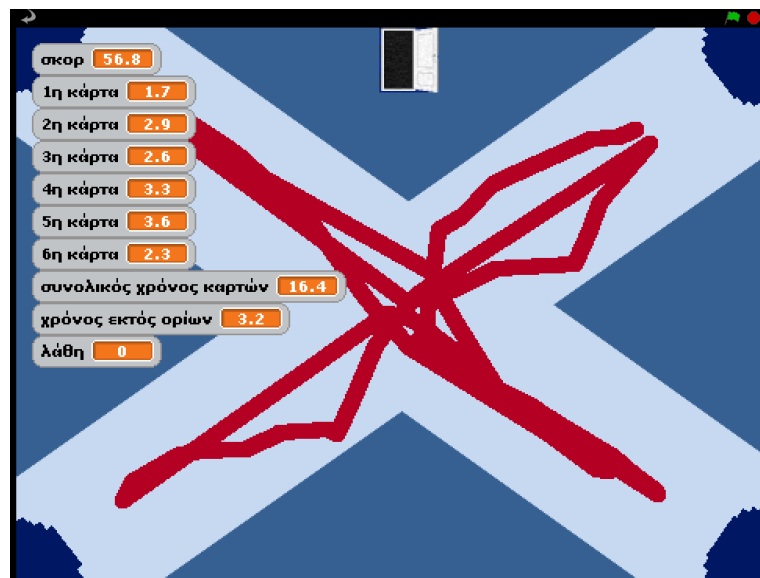 σκορ 56.8
1η κάρτα 1.7
2η κάρτα 2.9
3η κάρτα 2.6
4η κάρτα 3.3
5η κάρτα 3.6
6η κάρτα 2.3
συνολικός χρόνος καρτών 16.4
χρόνος εκτός ορίων 3.2
λάθη 0